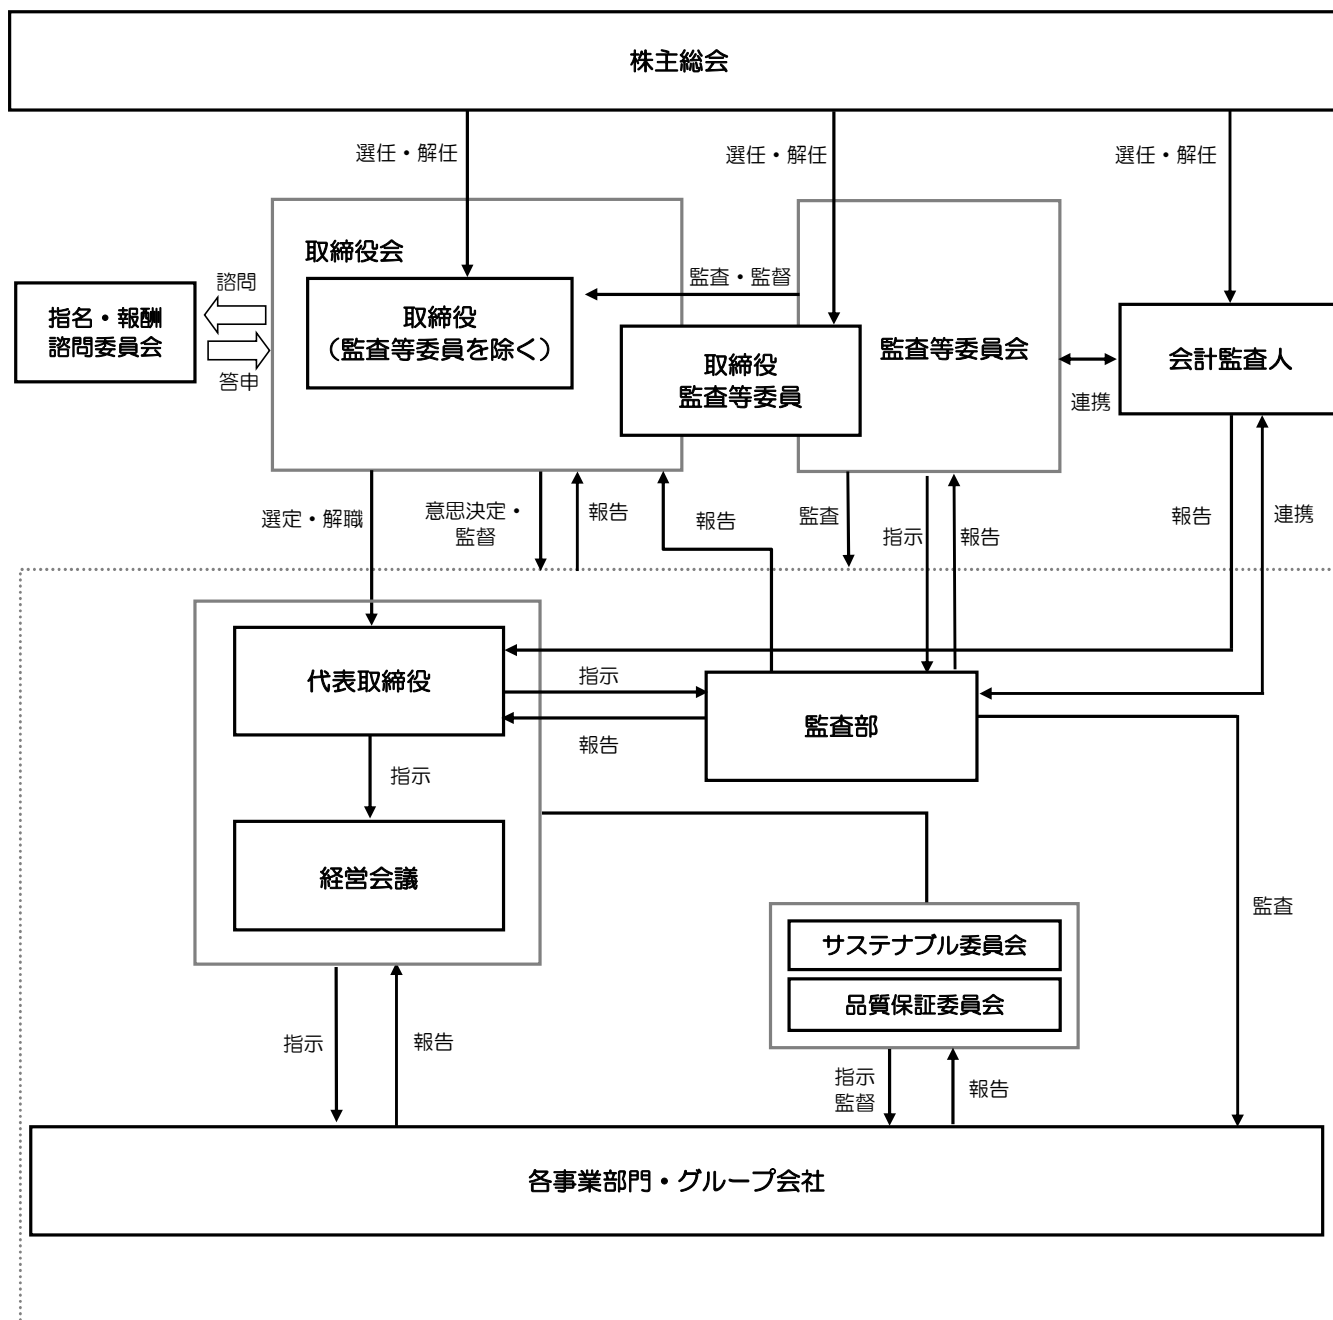 株主総会
選任・解任
選任・解任
選任・解任
取締役会
監査・監督
諮問
指名・報酬
諮問委員会
答申
取締役
（監査等委員を除く）
取締役
監査等委員
監査等委員会
会計監査人
連携
選定・解職
意思決定・
監督
報告
報告
監査
指示
報告
報告
連携
代表取締役
指示
報告
監査部
指示
経営会議
サステナブル委員会
品質保証委員会
監査
指示
報告
指示
監督
報告
各事業部門・グループ会社